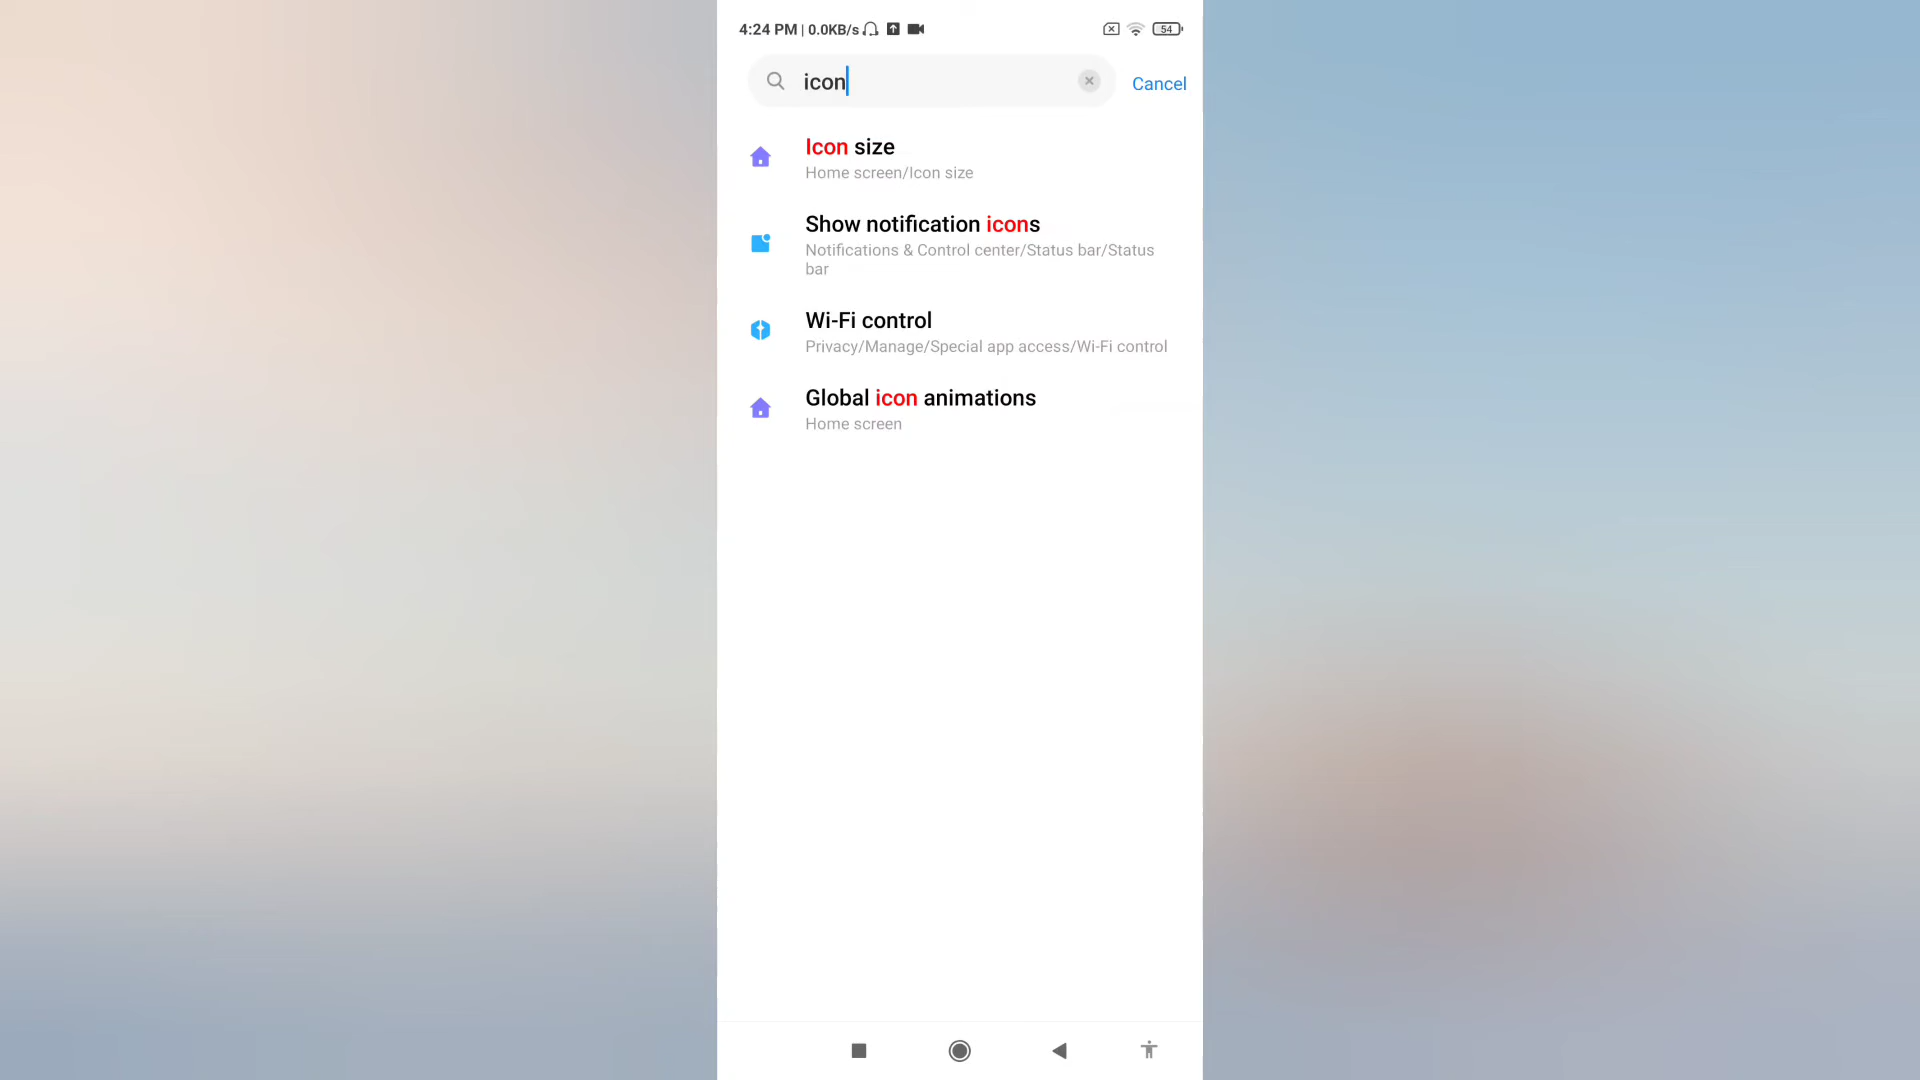 4:24 PM | 0.0KB/s
54
icon
Cancel
Icon size
Home screen/Icon size
Show notification icons
Notifications & Control center/Status bar/Status
bar
Wi-Fi control
Privacy/Manage/Special app access/Wi-Fi control
Global icon animations
Home screen